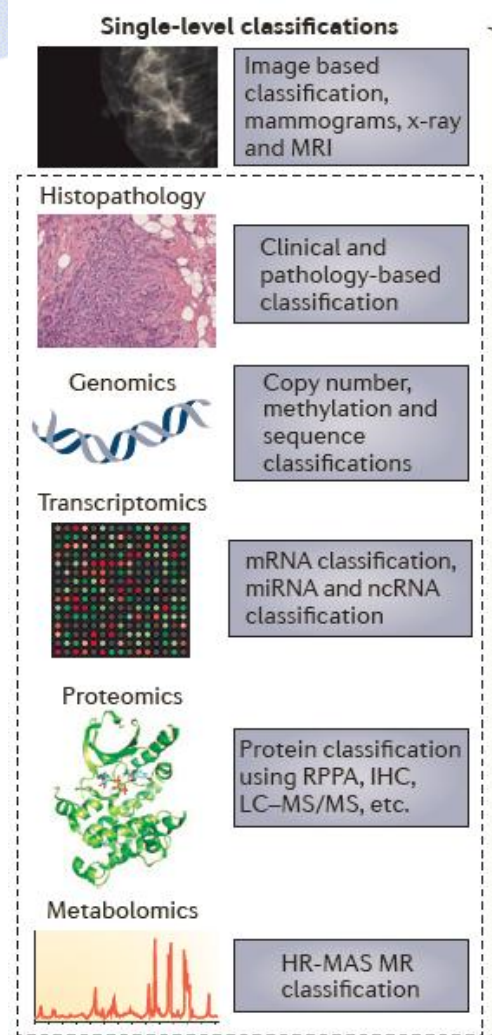 Single-level classifications
Image based
classification,
mammograms, x-ray
and MRI
Histopathology
Clinical and
pathology-based
classification
Genomics
Copy number,
methylation and
sequence
classifications
Transcriptomics
mRNA classification,
miRNA and ncRNA
classification
Proteomics
Protein classification
using RPPA, IHC,
LC–MS/MS, etc.
Metabolomics
HR-MAS MR
classification